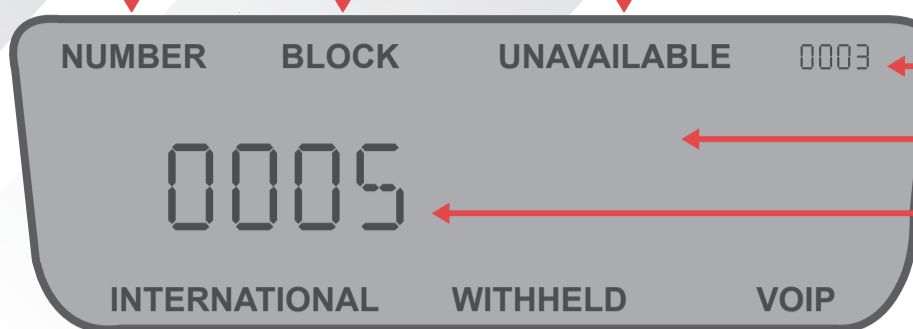 NUMBER BLOCK UNAVAILABLE 0003
0005
INTERNATIONAL WITHHELD VOIP